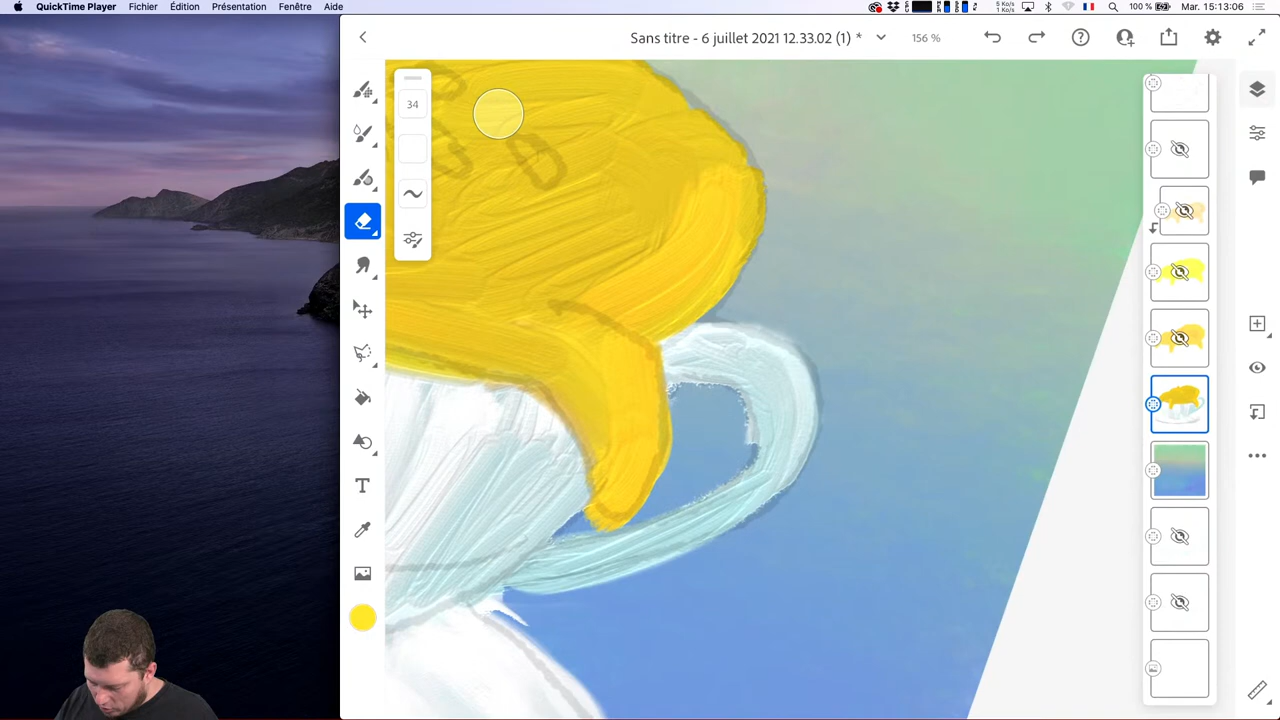 QuickTime Player Fichier Édition Présentation Fenêtre Aide 100 % Mar. 15:13:06
Sans titre - 6 juillet 2021 12.33.02 (1) * 156 %
34